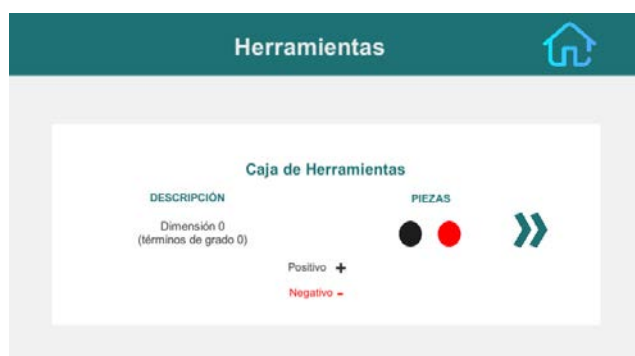 Herramientas
Caja de Herramientas
DESCRIPCIÓN PIEZAS
Dimensión 0
(términos de grado 0)
Positivo +
Negativo -